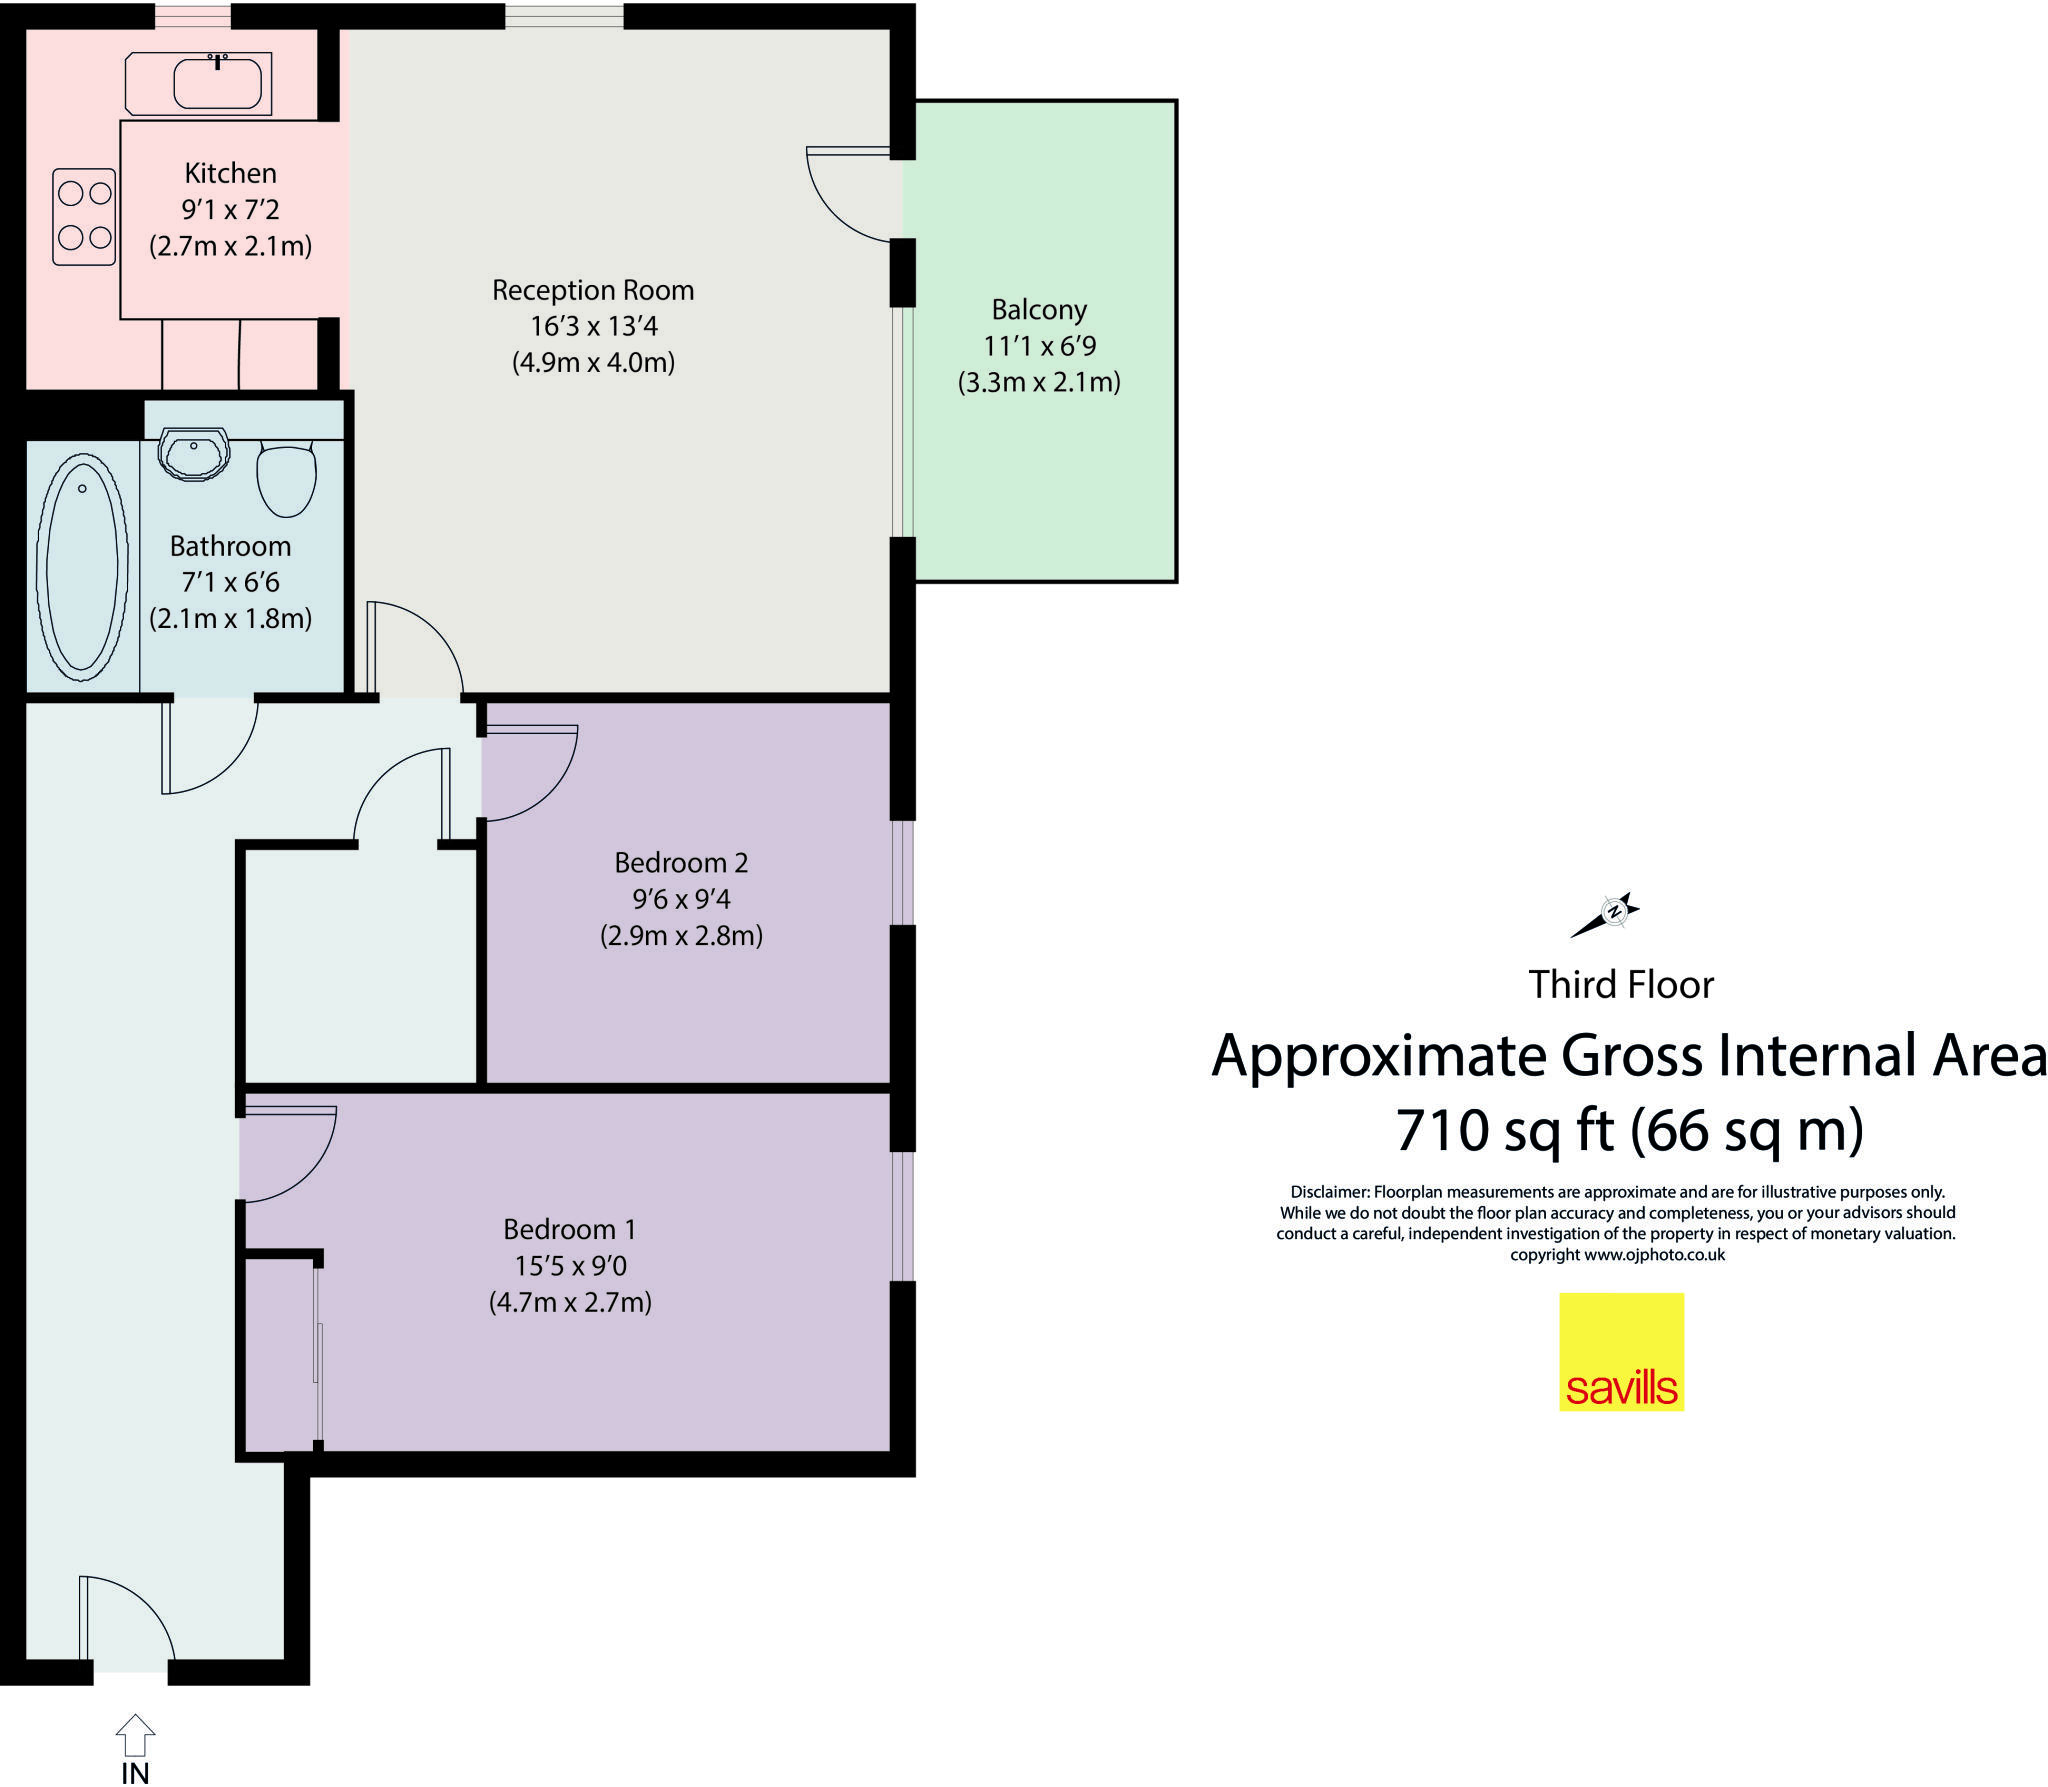 Kitchen
9’1 x 7’2
(2.7m x 2.1m)
Reception Room
16’3 x 13’4
(4.9m x 4.0m)
Balcony
11’1 x 6’9
(3.3m x 2.1m)
Bathroom
7’1 x 6’6
(2.1m x 1.8m)
Bedroom 2
9’6 x 9’4
(2.9m x 2.8m)
Bedroom 1
15’5 x 9’0
(4.7m x 2.7m)
IN
N
Third Floor
Approximate Gross Internal Area
710 sq ft (66 sq m)
Disclaimer: Floorplan measurements are approximate and are for illustrative purposes only.
While we do not doubt the floor plan accuracy and completeness, you or your advisors should
conduct a careful, independent investigation of the property in respect of monetary valuation.
copyright www.ojphoto.co.uk
savills